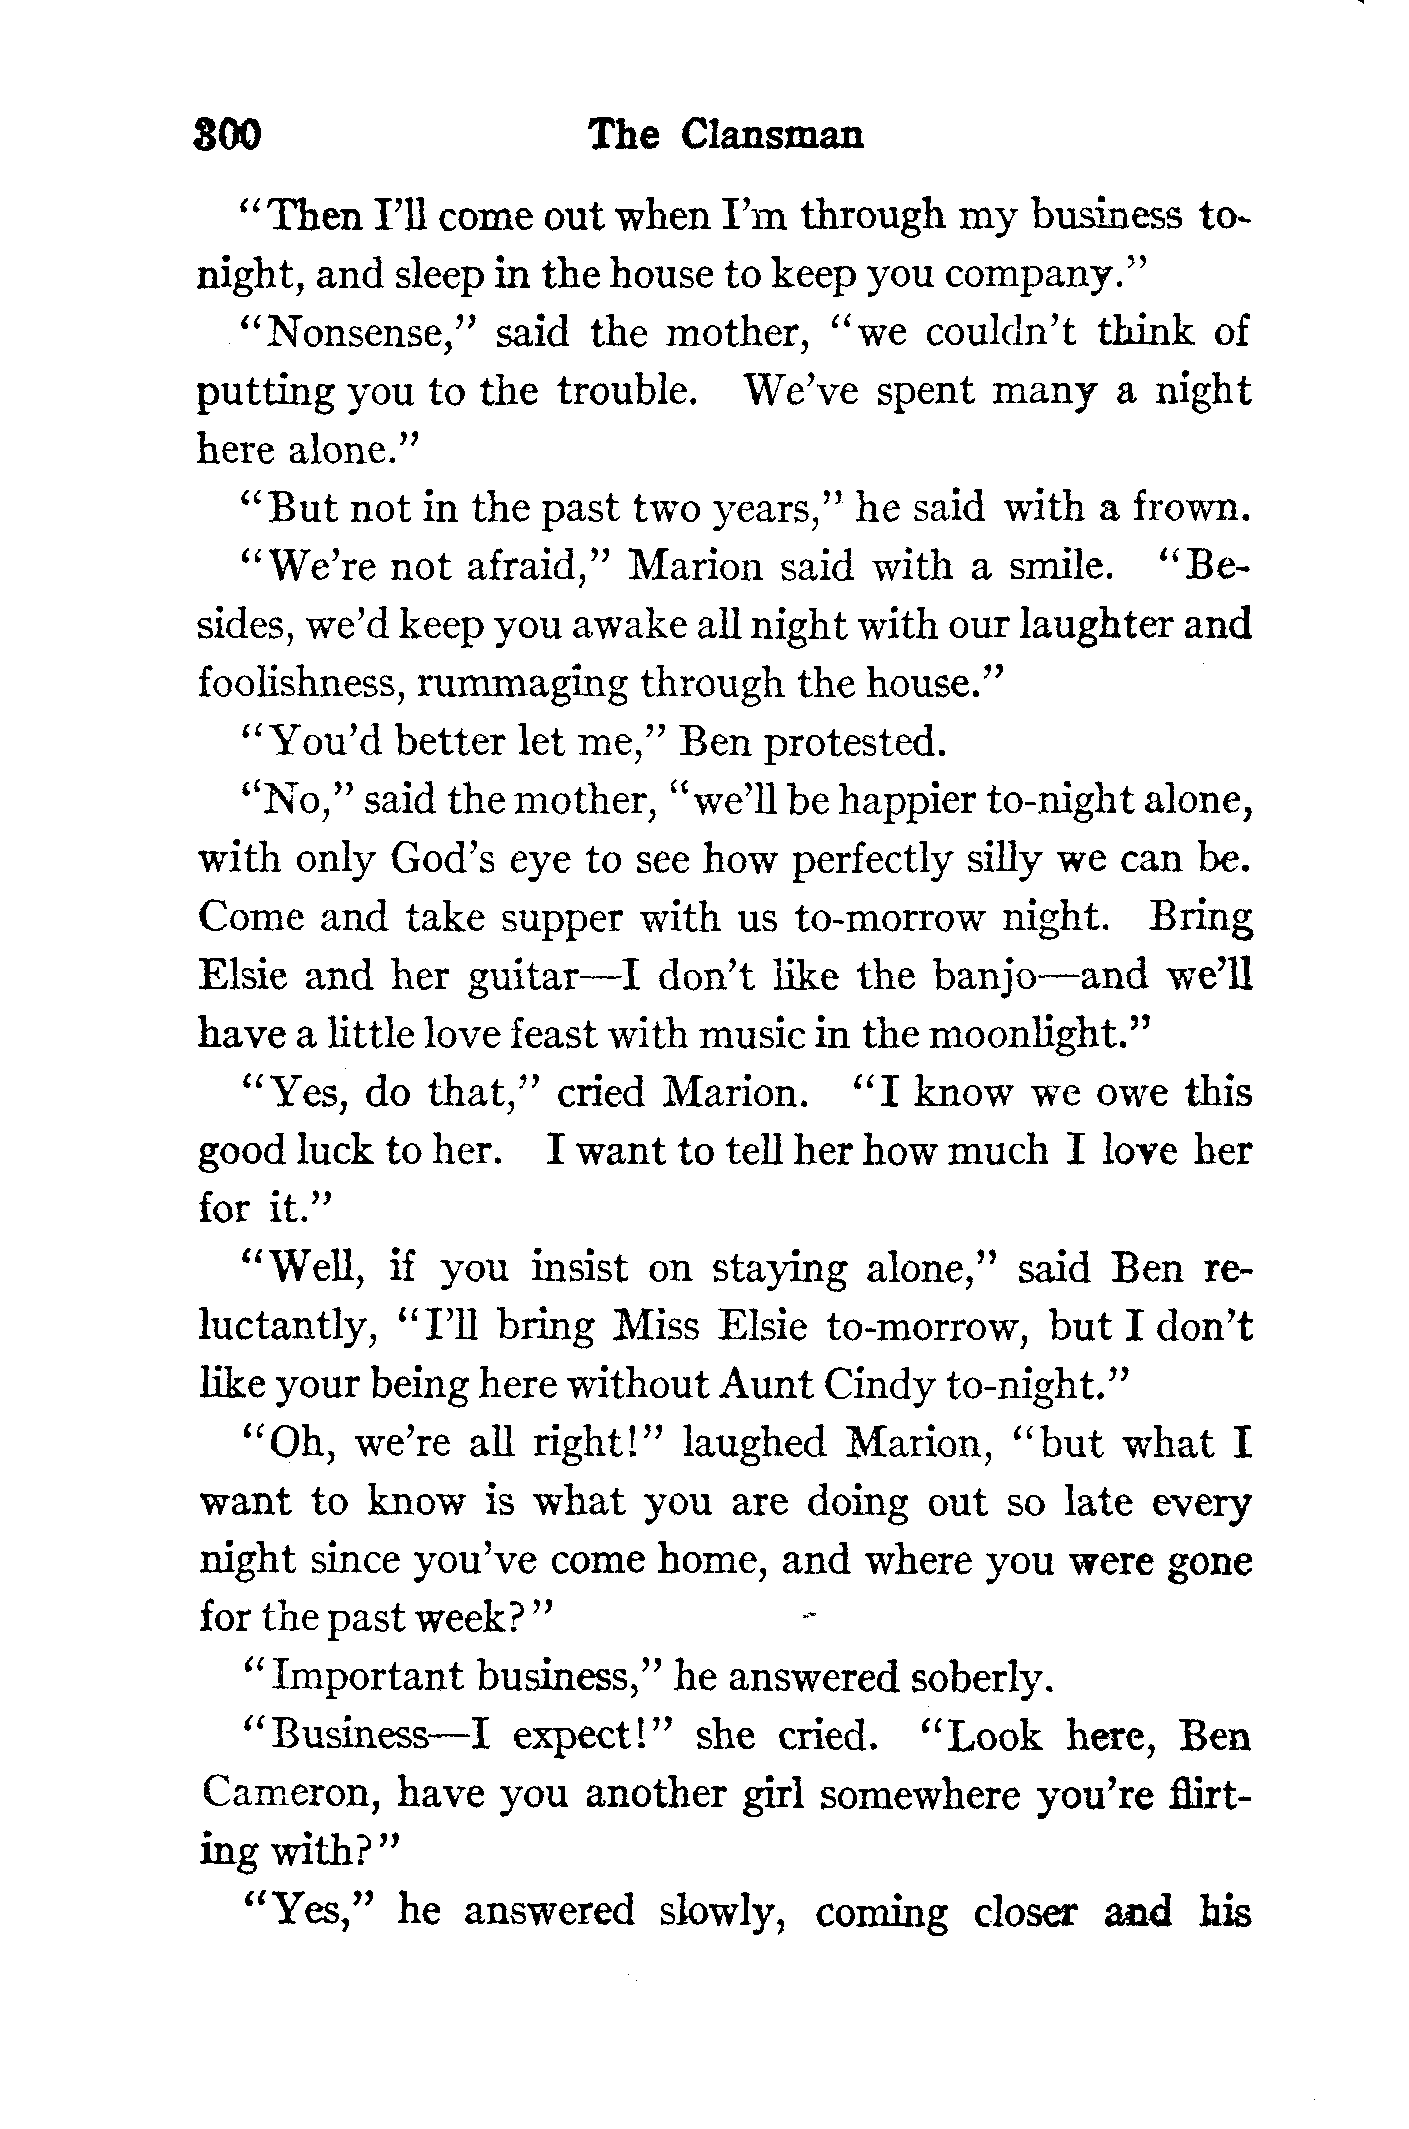 300 The Clansman
"Then I'll come out when I'm through my business to-
night, and sleep in the house to keep you company."
"Nonsense," said the mother, "we couldn't think of
putting you to the trouble. We've spent many a night
here alone."
"But not in the past two years," he said with a frown.
"We're not afraid," Marion said with a smile. "Be-
sides, we'd keep you awake all night with our laughter and
foolishness, rummaging through the house."
"You'd better let me," Ben protested.
"No," said the mother, "we'll be happier to-night alone,
with only God's eye to see how perfectly silly we can be.
Come and take supper with us to-morrow night. Bring
Elsie and her guitar—I don't like the banjo—and we'll
have a little love feast with music in the moonlight."
"Yes, do that," cried Marion. "I know we owe this
good luck to her. I want to tell her how much I love her
for it."
"Well, if you insist on staying alone," said Ben re-
luctantly, "I'll bring Miss Elsie to-morrow, but I don't
like your being here without Aunt Cindy to-night."
"Oh, we're all right!" laughed Marion, "but what I
want to know is what you are doing out so late every
night since you've come home, and where you were gone
for the past week?"
"Important business," he answered soberly.
"Business—I expect!" she cried. "Look here, Ben
Cameron, have you another girl somewhere you're flirt-
ing with?"
"Yes," he answered slowly, coming closer and his